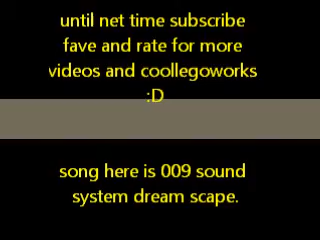 until net time subscribe
fave and rate for more
videos and coollegoworks
:D
song here is 009 sound
system dream scape.